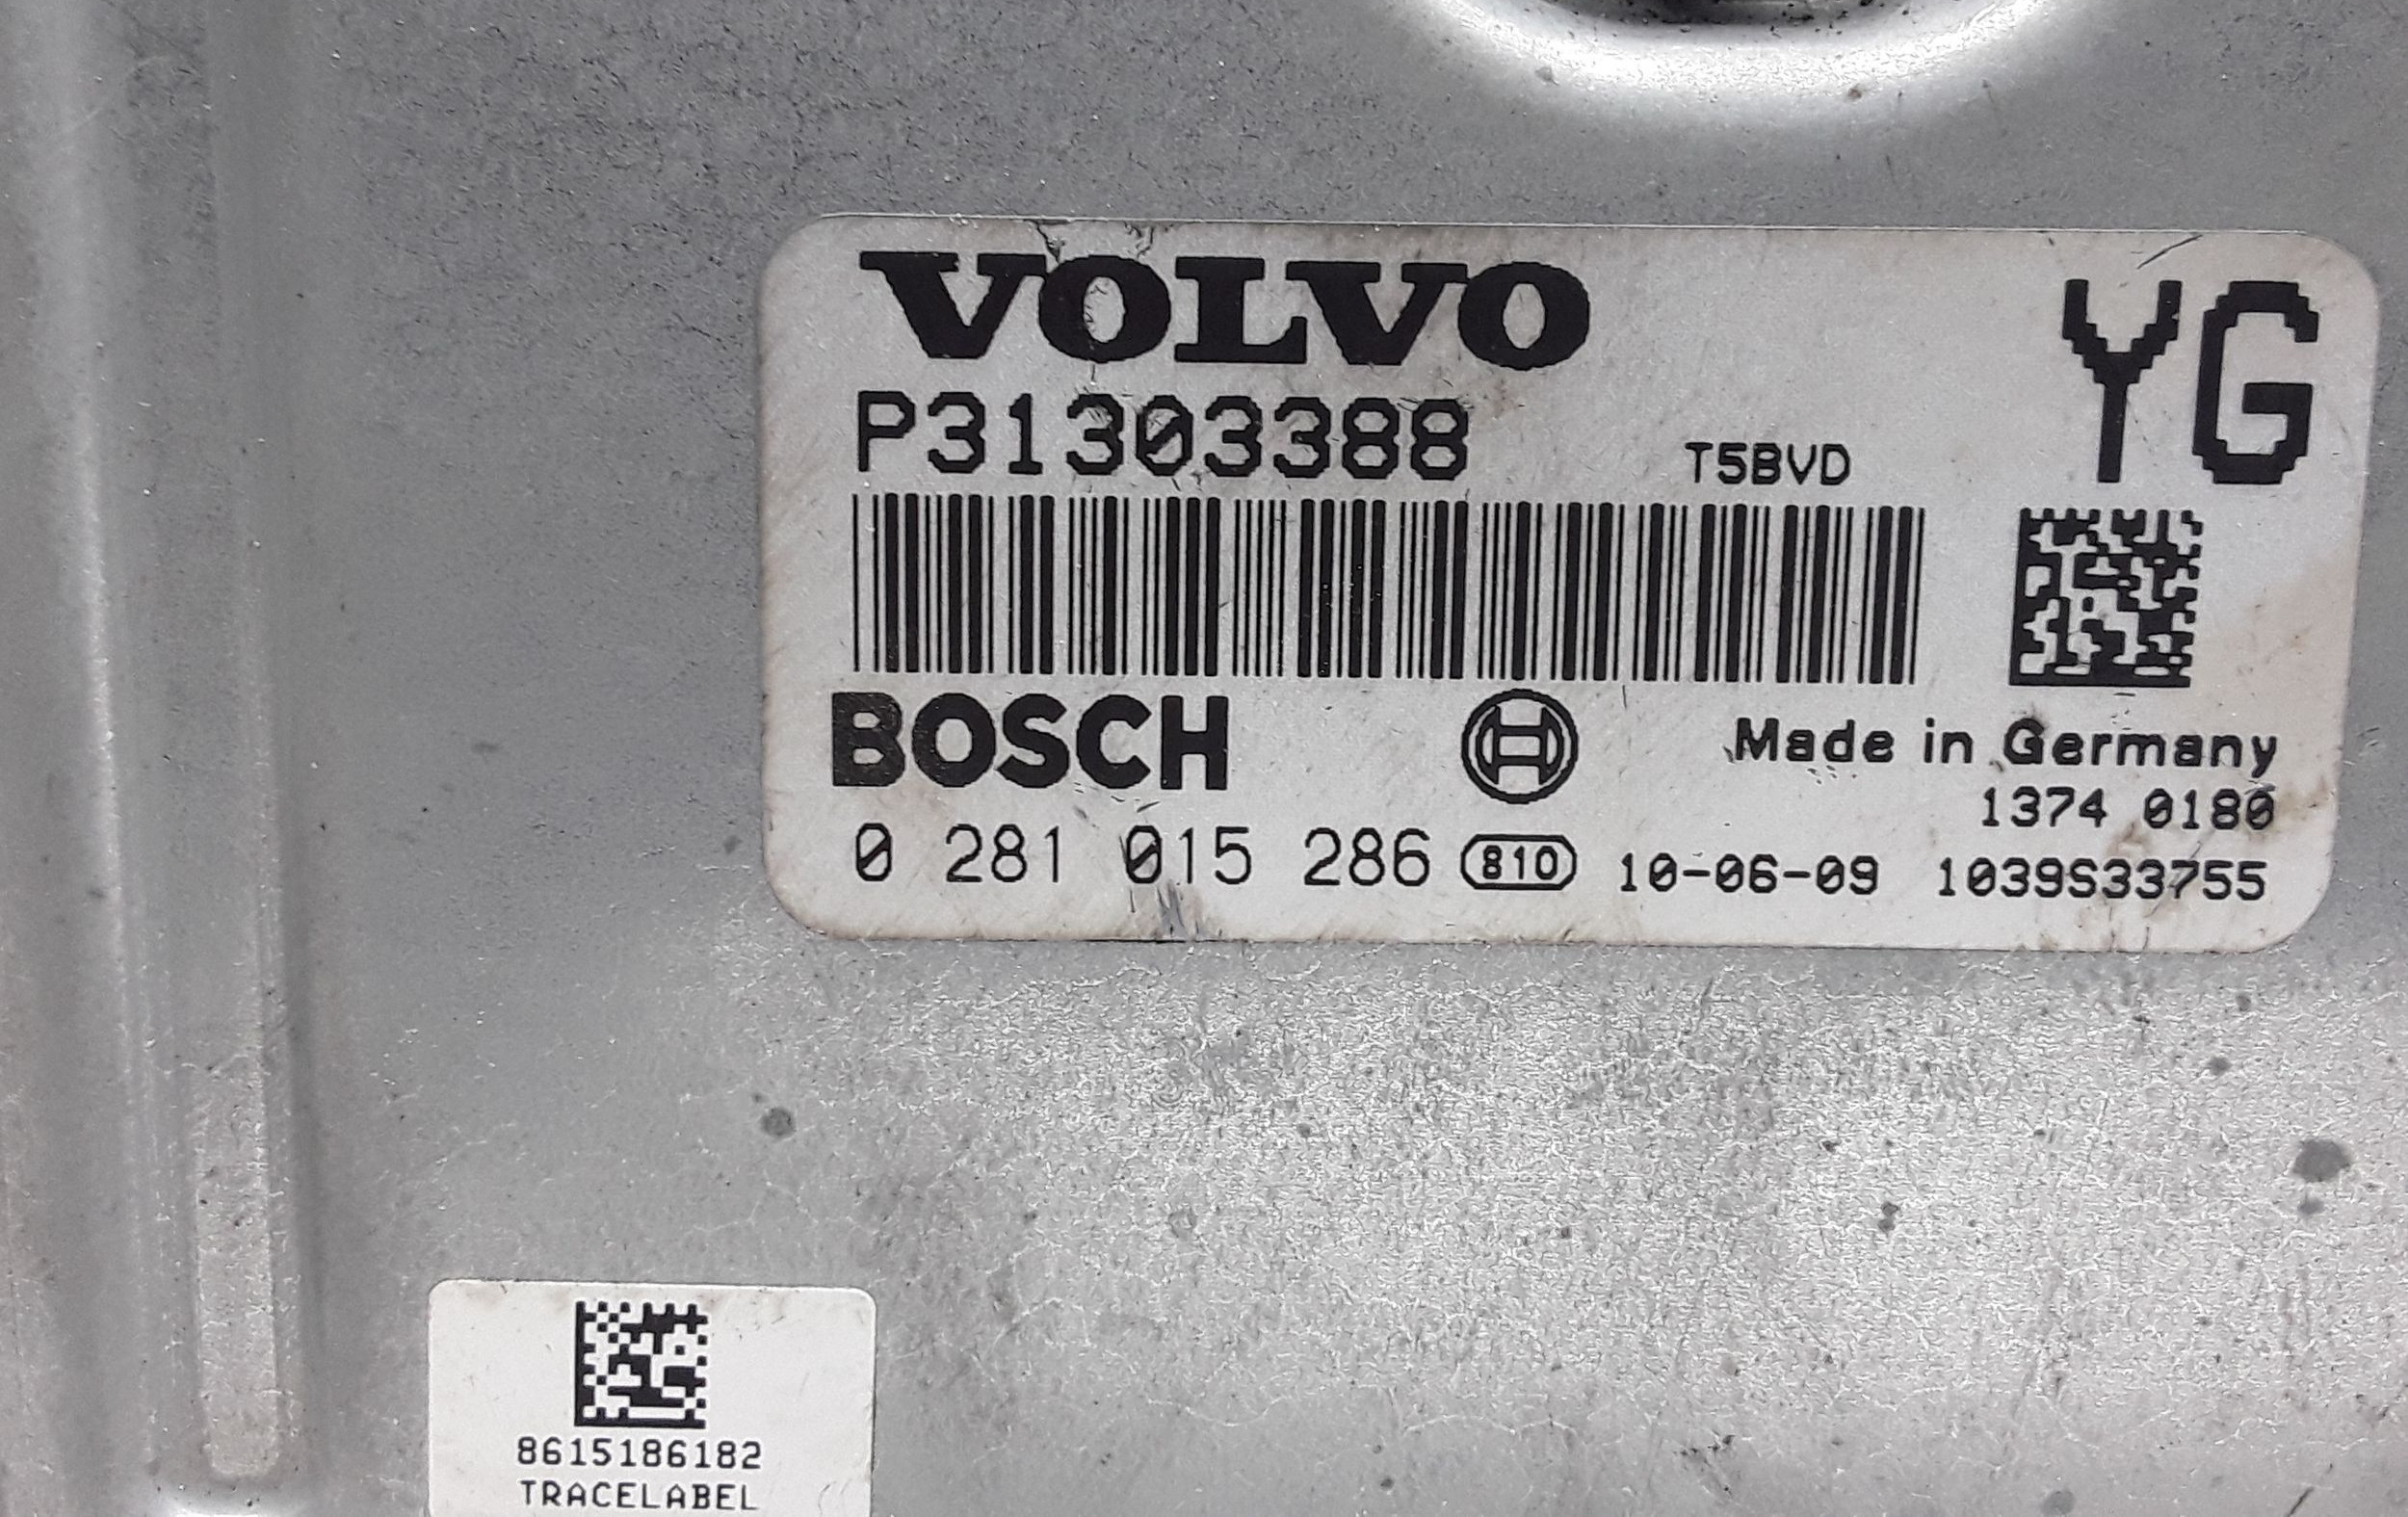 VOLVO
YG
P31303388
T5BVD
BOSCH
Made in Germany
1374 0180
0 281 015 286 810 10-06-09 1039S33755
8615186182
TRACELABEL